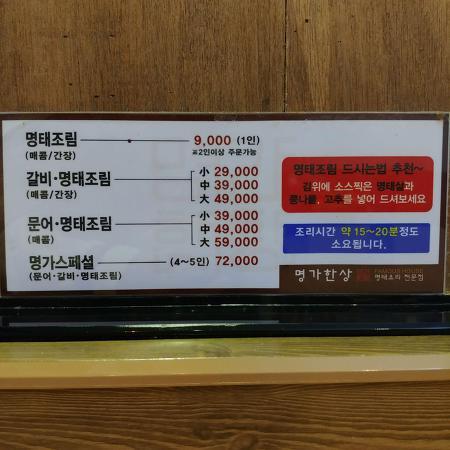 명태조림 9,000 (1인)
(매콤/간장) ※2인이상 주문가능
갈비·명태조림 小 29,000
(매콤/간장) 中 39,000
大 49,000
문어·명태조림 小 39,000
(매콤) 中 49,000
大 59,000
명가스페셜 (4~5인) 72,000
(문어·갈비·명태조림)
명태조림 드시는법 추천~
김위에 소스찍은 명태살과
콩나물, 고추를 넣어 드셔보세요
조리시간 약 15~20분정도
소요됩니다.
명가한상 FAMOUS HOUSE
명태요리 전문점